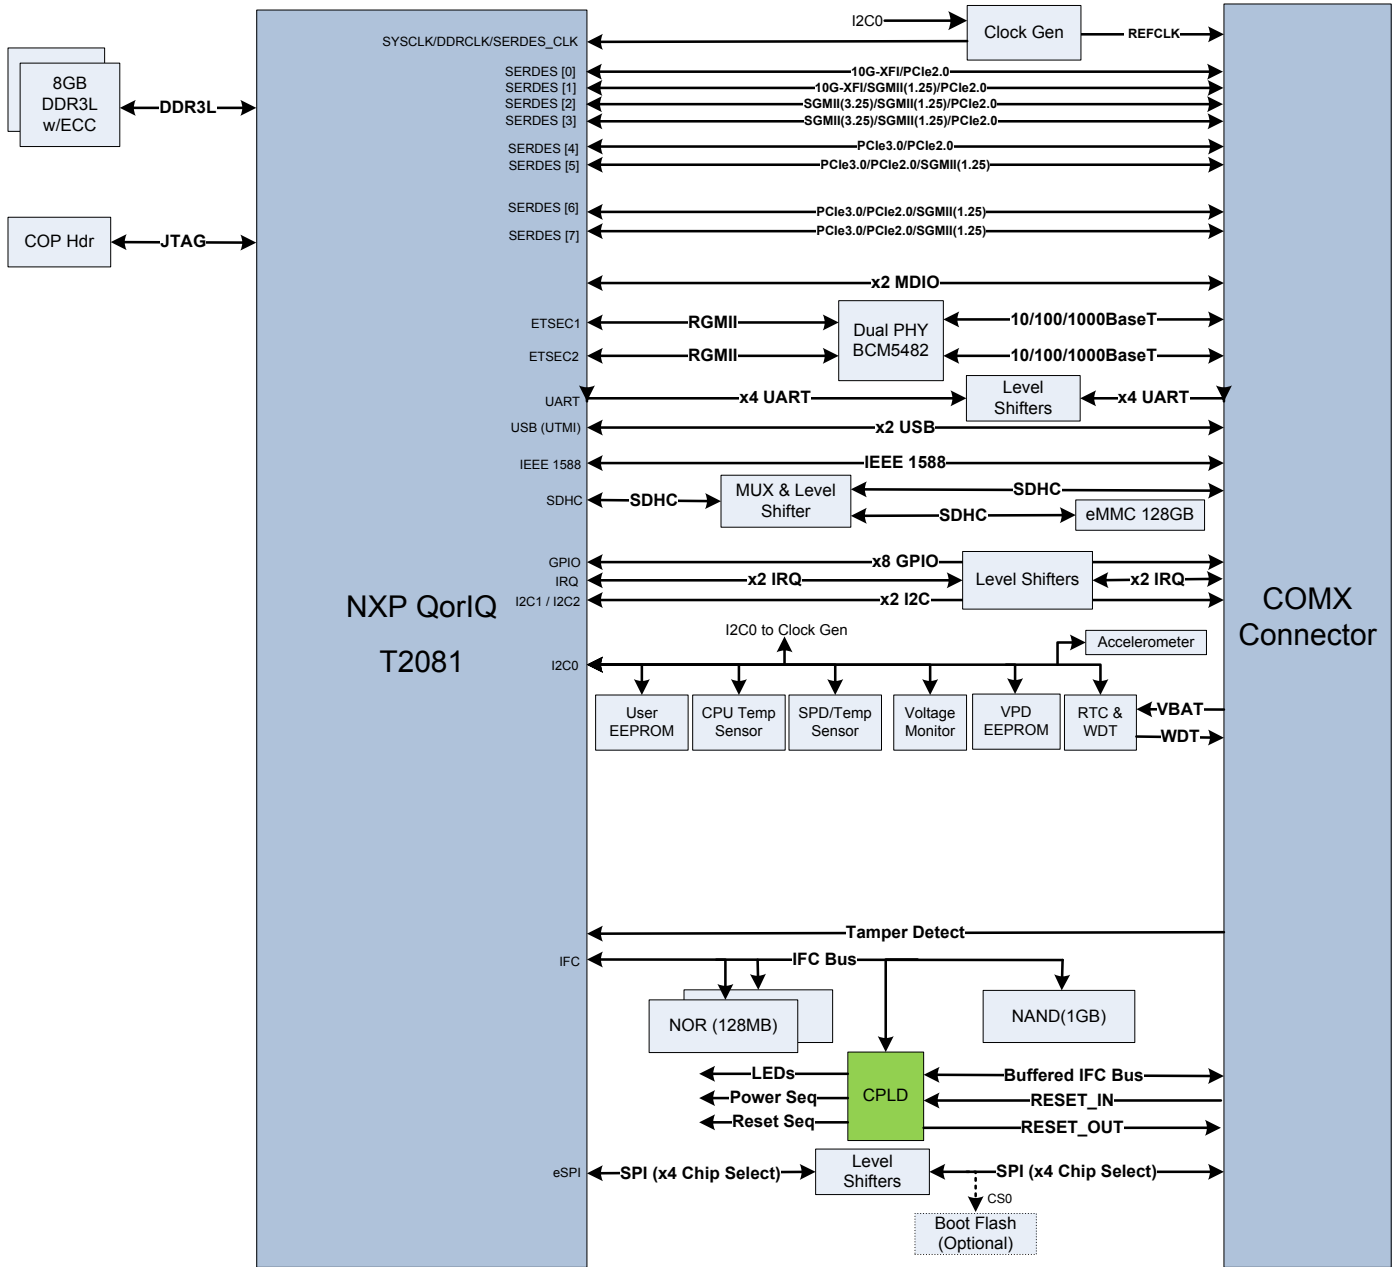 I2C0
Clock Gen
REFCLK
SYSCLK/DDRCLK/SERDES_CLK
8GB
DDR3L
w/ECC
DDR3L
SERDES [0]
10G-XFI/PCIe2.0
SERDES [1]
10G-XFI/SGMII(1.25)/PCIe2.0
SERDES [2]
SGMII(3.25)/SGMII(1.25)/PCIe2.0
SERDES [3]
SGMII(3.25)/SGMII(1.25)/PCIe2.0
SERDES [4]
PCIe3.0/PCIe2.0
SERDES [5]
PCIe3.0/PCIe2.0/SGMII(1.25)
SERDES [6]
PCIe3.0/PCIe2.0/SGMII(1.25)
SERDES [7]
PCIe3.0/PCIe2.0/SGMII(1.25)
COP Hdr
JTAG
x2 MDIO
ETSEC1
RGMII
Dual PHY
BCM5482
10/100/1000BaseT
ETSEC2
RGMII
10/100/1000BaseT
UART
x4 UART
Level
Shifters
x4 UART
USB (UTMI)
x2 USB
IEEE 1588
IEEE 1588
SDHC
SDHC
MUX & Level
Shifter
SDHC
SDHC
eMMC 128GB
GPIO
x8 GPIO
IRQ
x2 IRQ
Level Shifters
x2 IRQ
I2C1 / I2C2
x2 I2C
NXP QorIQ
T2081
COMX
Connector
I2C0 to Clock Gen
Accelerometer
I2C0
User
EEPROM
CPU Temp
Sensor
SPD/Temp
Sensor
Voltage
Monitor
VPD
EEPROM
RTC &
WDT
VBAT
WDT
Tamper Detect
IFC
IFC Bus
NOR (128MB)
NAND(1GB)
LEDs
Power Seq
Reset Seq
CPLD
Buffered IFC Bus
RESET_IN
RESET_OUT
eSPI
SPI (x4 Chip Select)
Level
Shifters
SPI (x4 Chip Select)
CS0
Boot Flash
(Optional)